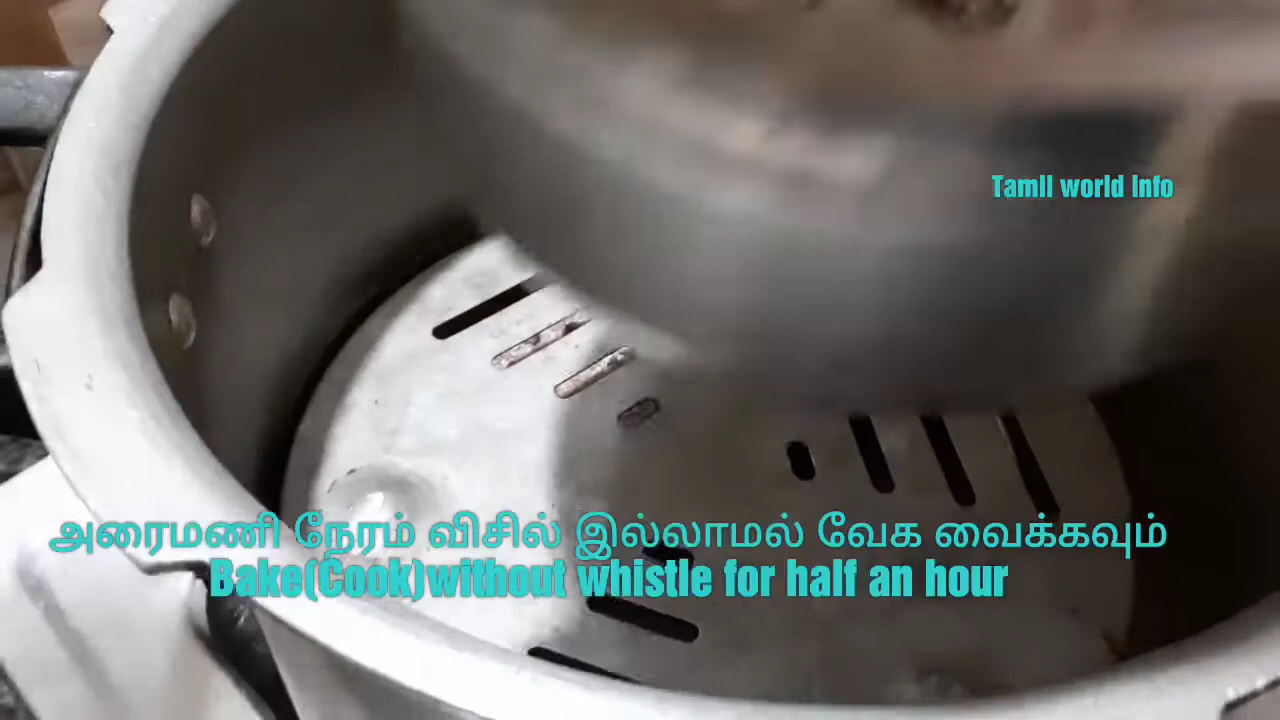 Tamil world Info
அரைமணி நேரம் விசில் இல்லாமல் வேக வைக்கவும்
Bake(Cook)without whistle for half an hour